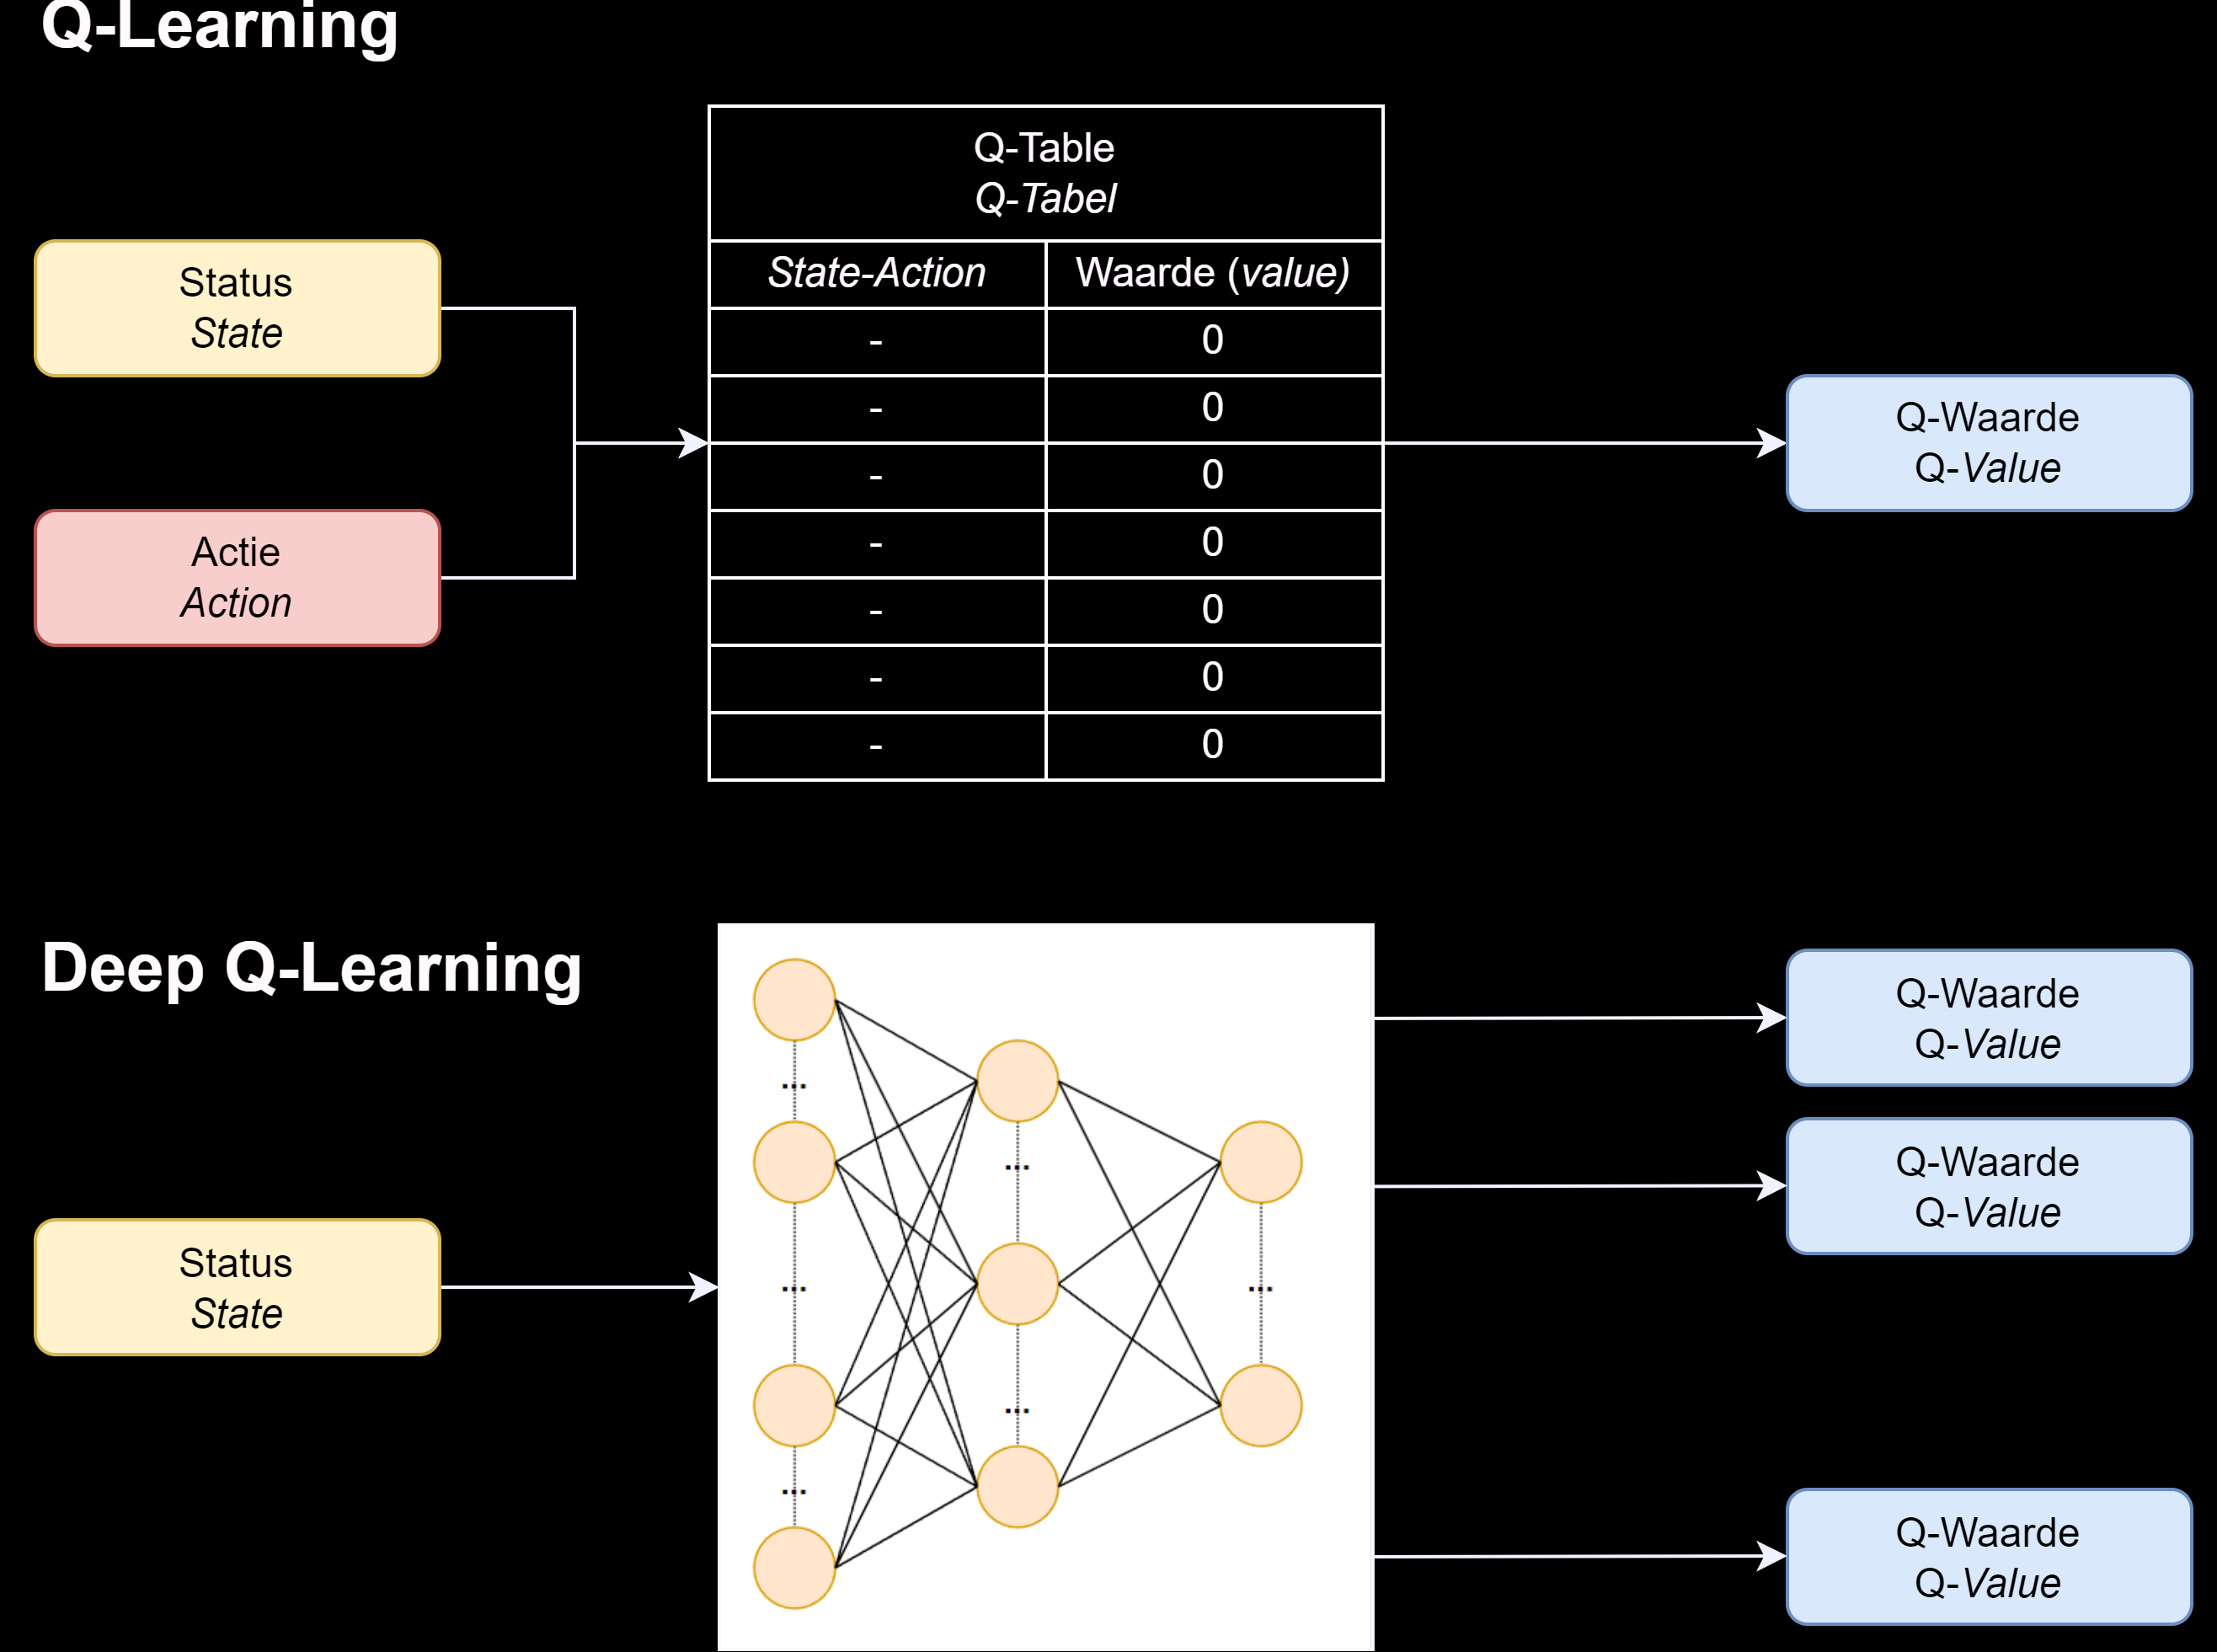 Q-Learning
Q-Table
Q-Tabel
Status
State
Actie
Action
State-Action
Waarde (value)
-
0
-
0
-
0
-
0
-
0
-
0
-
0
Q-Waarde
Q-Value
Deep Q-Learning
Status
State
...
...
...
...
...
...
Q-Waarde
Q-Value
Q-Waarde
Q-Value
Q-Waarde
Q-Value